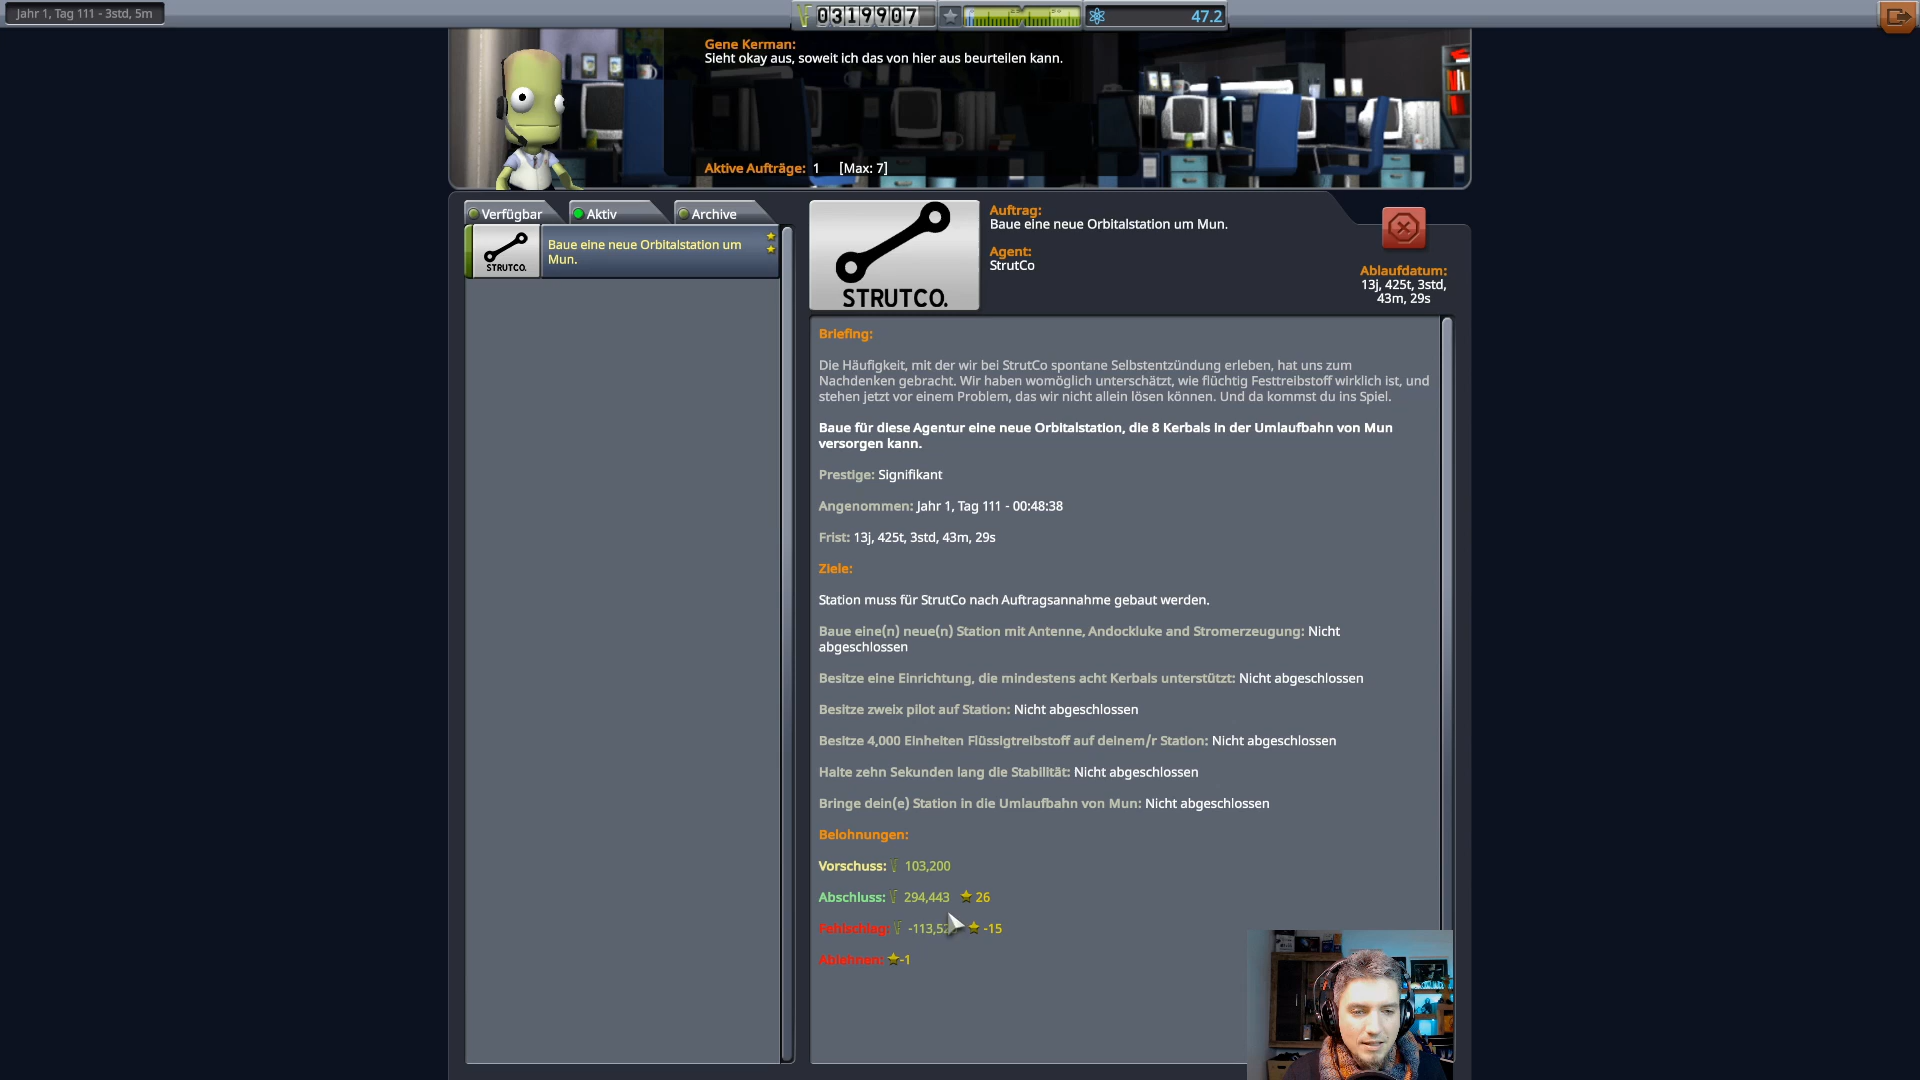 Jahr 1, Tag 111 - 3std, 5m
0319907
47.2
Gene Kerman:
Sieht okay aus, soweit ich das von hier aus beurteilen kann.
Aktive Aufträge: 1 [Max: 7]
Verfügbar
Aktiv
Archive
STRUTCO.
Baue eine neue Orbitalstation um
Mun.
STRUTCO.
Auftrag:
Baue eine neue Orbitalstation um Mun.
Agent:
StrutCo
Ablaufdatum:
13j, 425t, 3std,
43m, 29s
Briefing:
Die Häufigkeit, mit der wir bei StrutCo spontane Selbstentzündung erleben, hat uns zum
Nachdenken gebracht. Wir haben womöglich unterschätzt, wie flüchtig Festtreibstoff wirklich ist, und
stehen jetzt vor einem Problem, das wir nicht allein lösen können. Und da kommst du ins Spiel.
Baue für diese Agentur eine neue Orbitalstation, die 8 Kerbals in der Umlaufbahn von Mun
versorgen kann.
Prestige: Signifikant
Angenommen: Jahr 1, Tag 111 - 00:48:38
Frist: 13j, 425t, 3std, 43m, 29s
Ziele:
Station muss für StrutCo nach Auftragsannahme gebaut werden.
Baue eine(n) neue(n) Station mit Antenne, Andockluke and Stromerzeugung: Nicht
abgeschlossen
Besitze eine Einrichtung, die mindestens acht Kerbals unterstützt: Nicht abgeschlossen
Besitze zweix pilot auf Station: Nicht abgeschlossen
Besitze 4,000 Einheiten Flüssigtreibstoff auf deinem/r Station: Nicht abgeschlossen
Halte zehn Sekunden lang die Stabilität: Nicht abgeschlossen
Bringe dein(e) Station in die Umlaufbahn von Mun: Nicht abgeschlossen
Belohnungen:
Vorschuss: 103,200
Abschluss: 294,443 26
Fehlschlag: -15
Ablehnen: -1